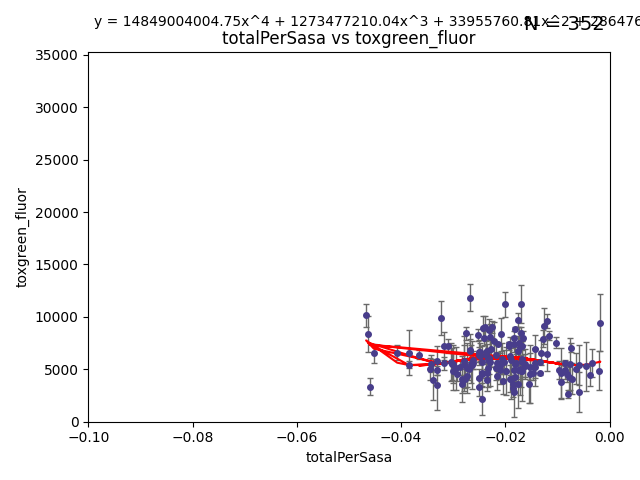 y = 14849004004.75x^4 + 1273477210.04x^3 + 33955760.81x^2 + 286476
N = 352
totalPerSasa vs toxgreen_fluor
35000
30000
25000
20000
15000
10000
5000
0
toxgreen_fluor
−0.10 −0.08 −0.06 −0.04 −0.02 0.00
totalPerSasa